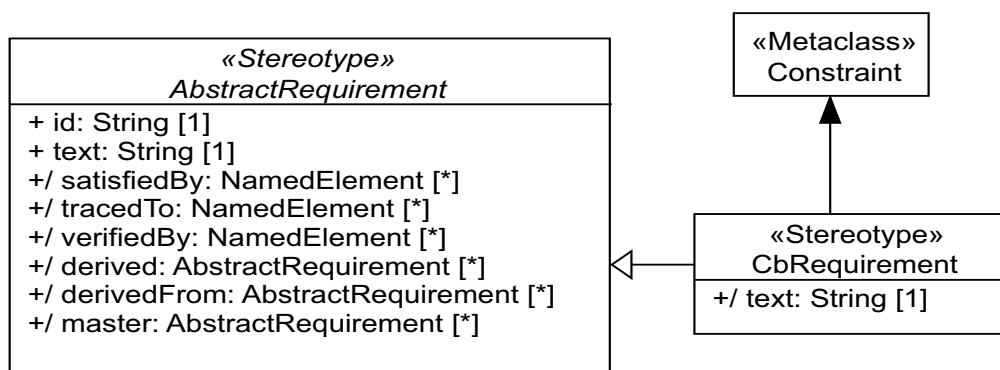 «Stereotype»
AbstractRequirement
+ id: String [1]
+ text: String [1]
+/ satisfiedBy: NamedElement [*]
+/ tracedTo: NamedElement [*]
+/ verifiedBy: NamedElement [*]
+/ derived: AbstractRequirement [*]
+/ derivedFrom: AbstractRequirement [*]
+/ master: AbstractRequirement [*]
«Metaclass»
Constraint
«Stereotype»
CbRequirement
+/ text: String [1]